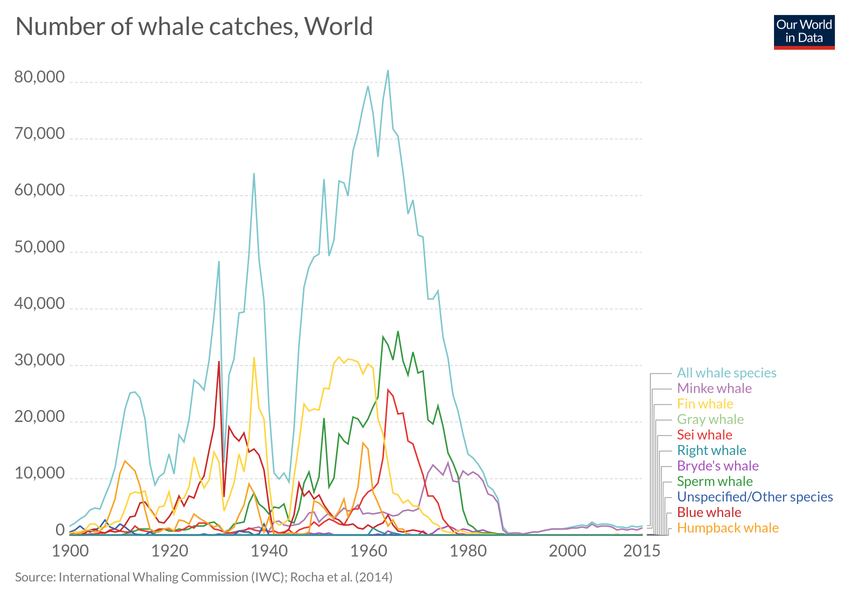 Number of whale catches, World
Our World
in Data
80,000
70,000
60,000
50,000
40,000
30,000
20,000
10,000
0
1900
1920
1940
1960
1980
2000
2015
All whale species
Minke whale
Fin whale
Gray whale
Sei whale
Right whale
Bryde's whale
Sperm whale
Unspecified/Other species
Blue whale
Humpback whale
Source: International Whaling Commission (IWC); Rocha et al. (2014)